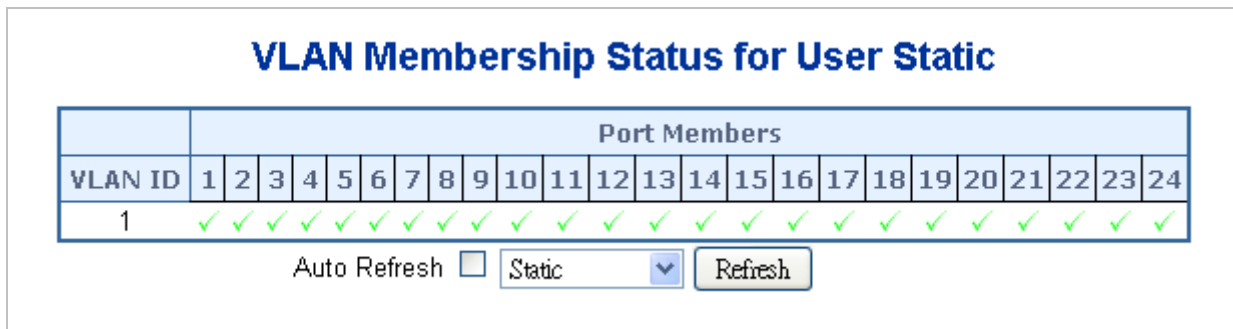 VLAN Membership Status for User Static
Port Members
VLAN ID 1 2 3 4 5 6 7 8 9 10 11 12 13 14 15 16 17 18 19 20 21 22 23 24
1 ✓ ✓ ✓ ✓ ✓ ✓ ✓ ✓ ✓ ✓ ✓ ✓ ✓ ✓ ✓ ✓ ✓ ✓ ✓ ✓ ✓ ✓ ✓ ✓
Auto Refresh Static Refresh